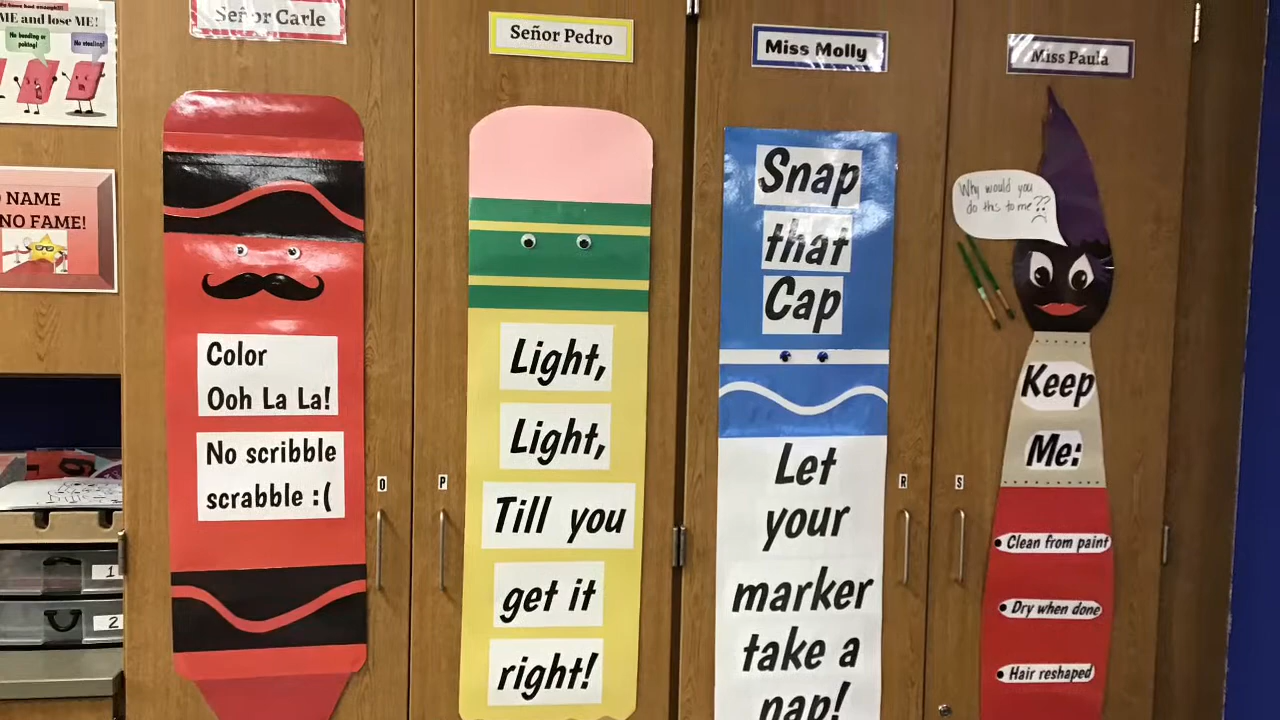 ME and lose ME!
No bending or
poking!
No stealing!
NAME
NO FAME!
1
2
Señor Carle
Color
Ooh La La!
No scribble
scrabble :(
O
Señor Pedro
Light,
Light,
Till you
get it
right!
P
Miss Molly
Snap
that
Cap
Let
your
marker
take a
nap!
R
Miss Paula
Why would you
do this to me??
Keep
Me:
• Clean from paint
• Dry when done
• Hair reshaped
S